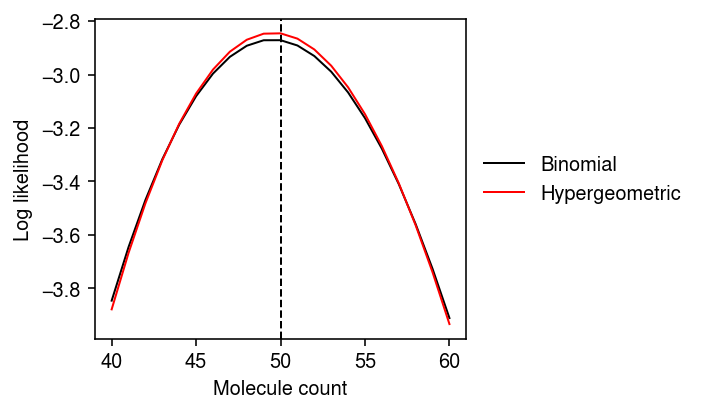 –2.8
–3.0
–3.2
–3.4
–3.6
–3.8
Log likelihood
40
45
50
55
60
Molecule count
Binomial
Hypergeometric